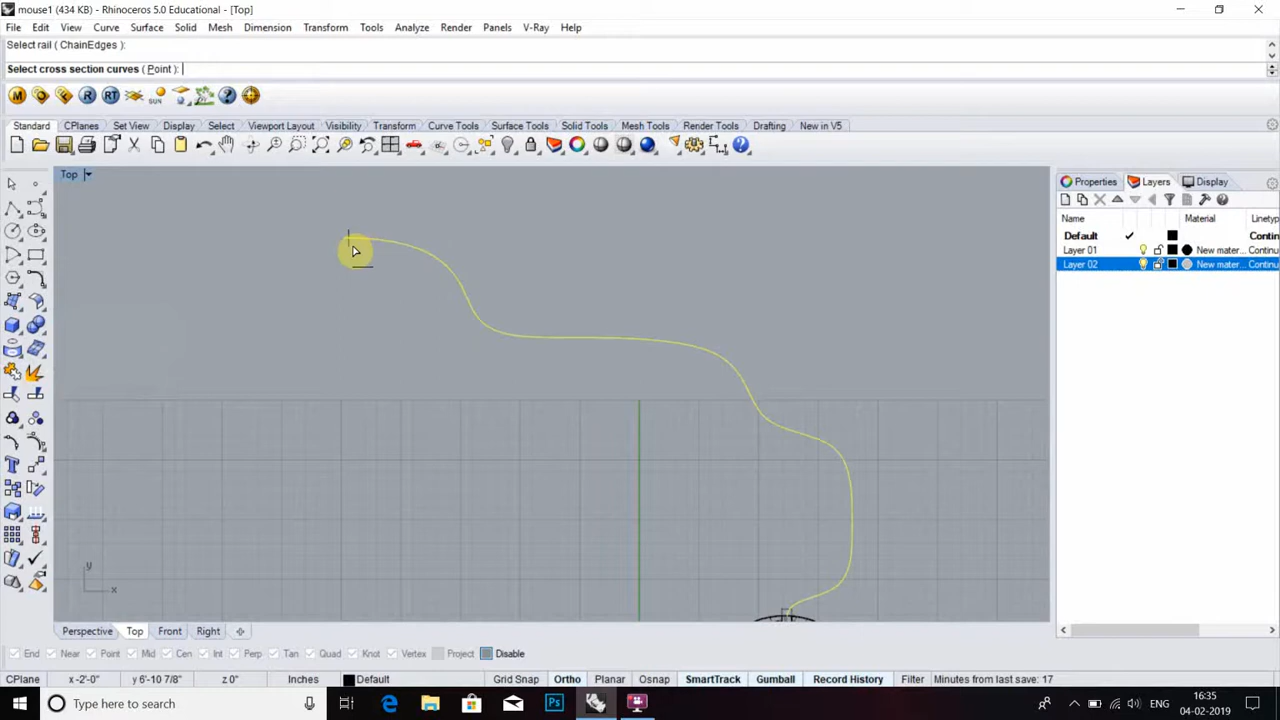 mouse1 (434 KB) - Rhinoceros 5.0 Educational - [Top]
File Edit View Curve Surface Solid Mesh Dimension Transform Tools Analyze Render Panels V-Ray Help
Select rail ( ChainEdges ):
Select cross section curves ( Point ):
M O F R RT SUN
Standard CPlanes Set View Display Select Viewport Layout Visibility Transform Curve Tools Surface Tools Solid Tools Mesh Tools Render Tools Drafting New in V5
Top
Properties Layers Display
Name Material Linetyp
Default Contin
Layer 01 New mater... Contin
Layer 02 New mater... Contin
y
x
Perspective Top Front Right
End Near Point Mid Cen Int Perp Tan Quad Knot Vertex Project Disable
CPlane x -2'-0" y 6'-10 7/8" z 0" Inches Default Grid Snap Ortho Planar Osnap SmartTrack Gumball Record History Filter Minutes from last save: 17
Type here to search
Ps
ENG
16:35
04-02-2019